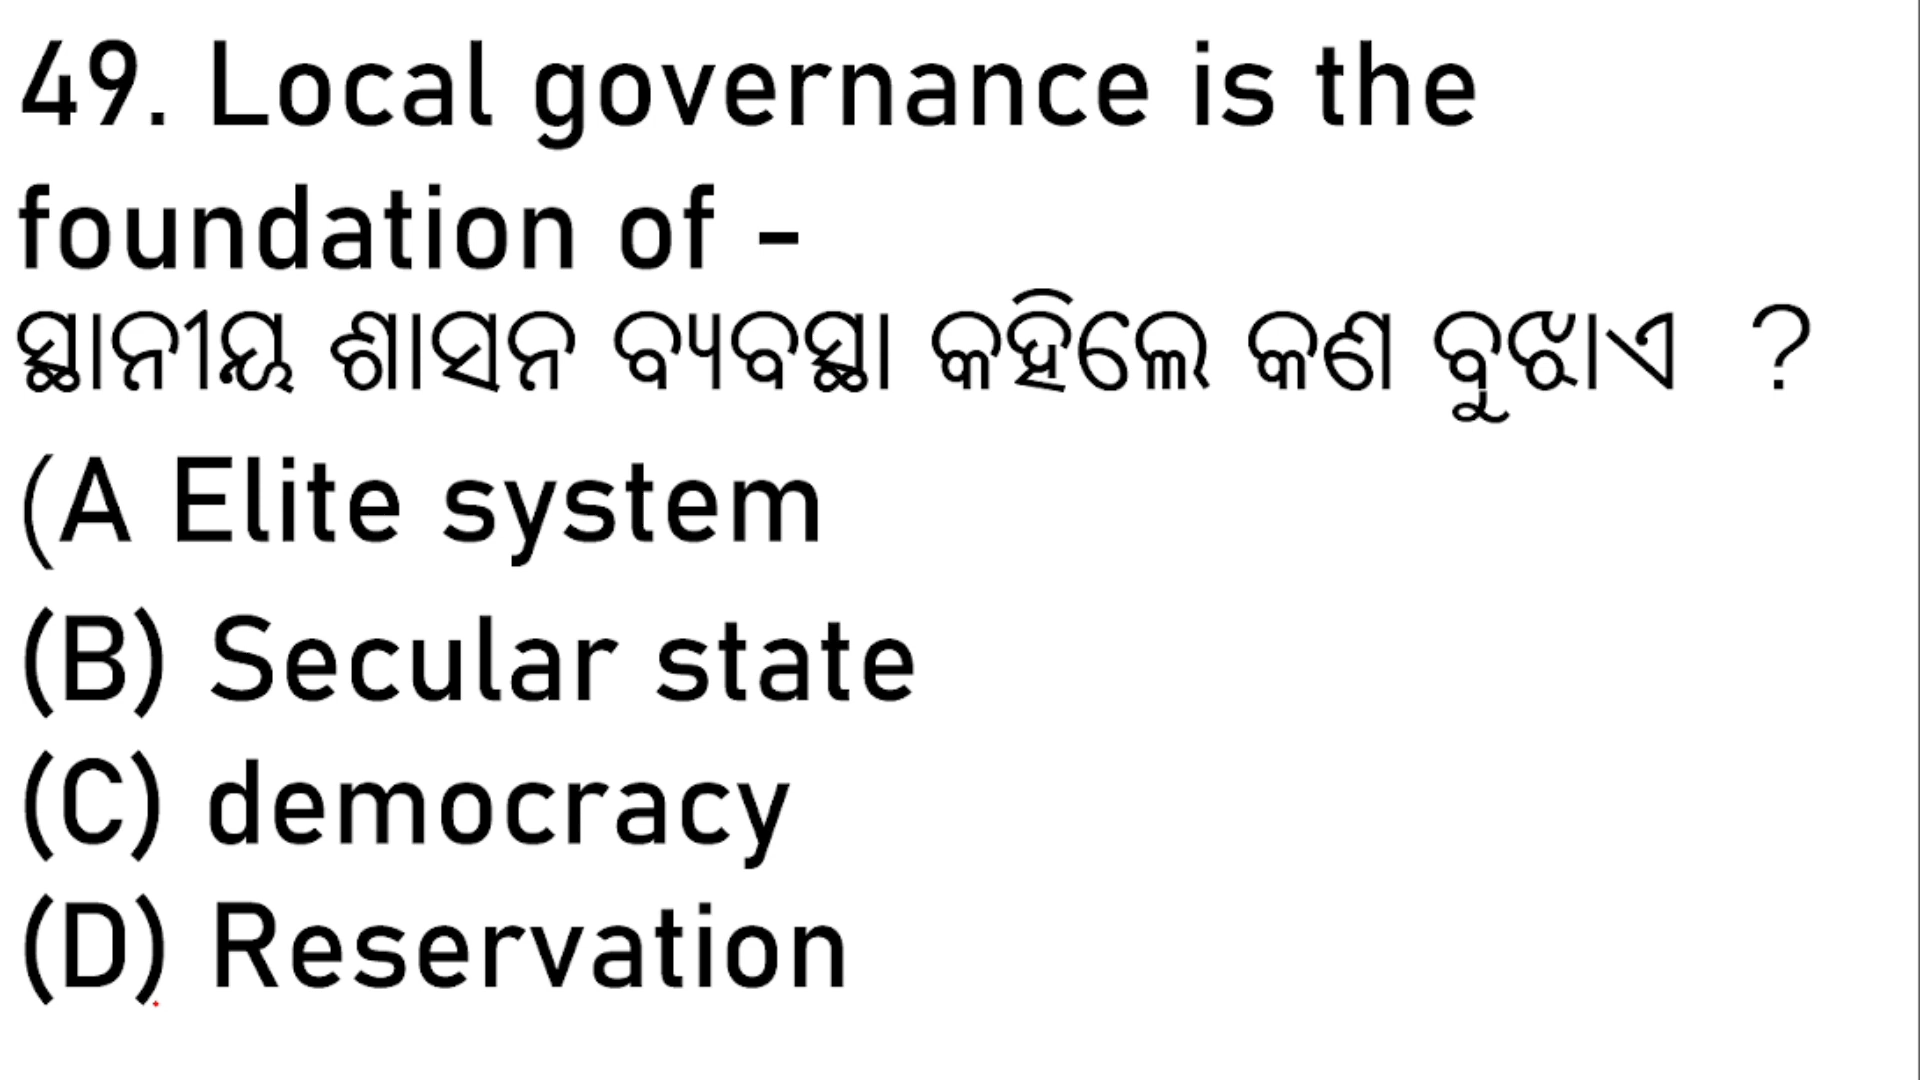 49. Local governance is the
foundation of -
ସ୍ଥାନୀୟ ଶାସନ ବ୍ୟବସ୍ଥା କହିଲେ କଣ ବୁଝାଏ ?
(A Elite system
(B) Secular state
(C) democracy
(D) Reservation